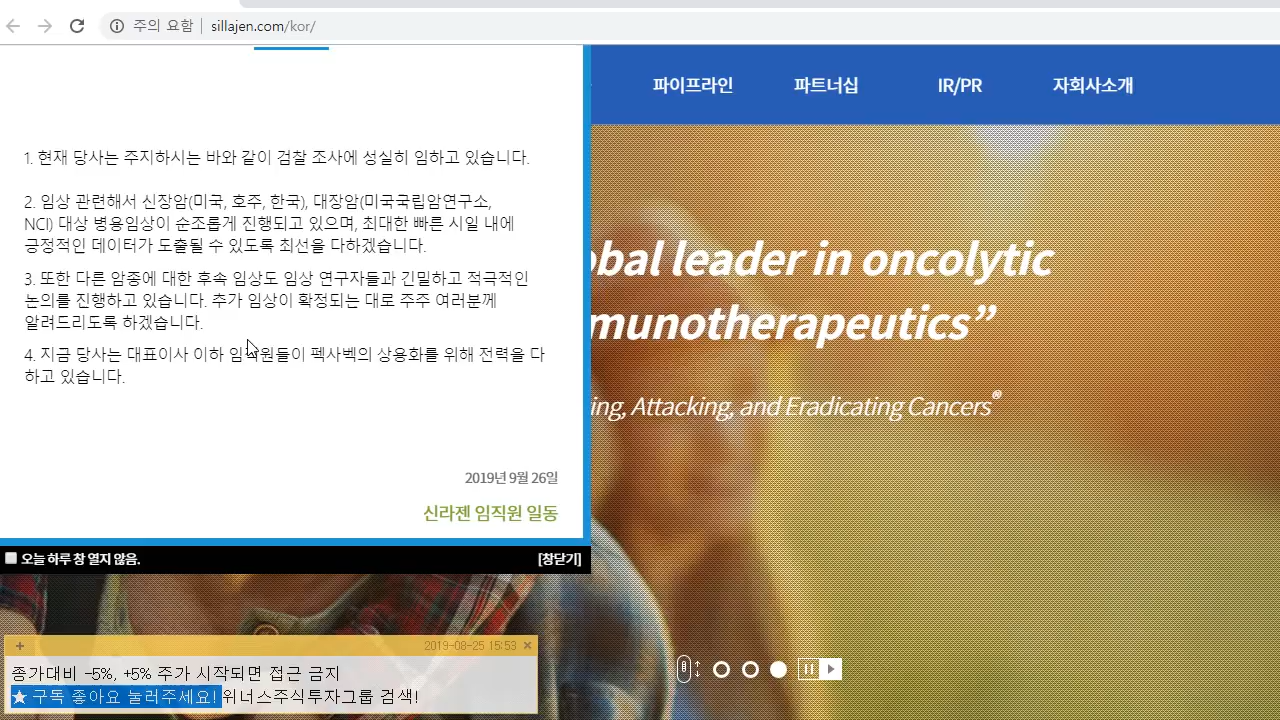 주의 요함 | sillajen.com/kor/
파이프라인 파트너십 IR/PR 자회사소개
1. 현재 당사는 주지하시는 바와 같이 검찰 조사에 성실히 임하고 있습니다.
2. 임상 관련해서 신장암(미국, 호주, 한국), 대장암(미국국립암연구소,
NCI) 대상 병용임상이 순조롭게 진행되고 있으며, 최대한 빠른 시일 내에
긍정적인 데이터가 도출될 수 있도록 최선을 다하겠습니다.
3. 또한 다른 암종에 대한 후속 임상도 임상 연구자들과 긴밀하고 적극적인
논의를 진행하고 있습니다. 추가 임상이 확정되는 대로 주주 여러분께
알려드리도록 하겠습니다.
4. 지금 당사는 대표이사 이하 임직원들이 펙사벡의 상용화를 위해 전력을 다
하고 있습니다.
2019년 9월 26일
신라젠 임직원 일동
오늘 하루 창 열지 않음. [창닫기]
obal leader in oncolytic
munotherapeutics”
ing, Attacking, and Eradicating Cancers®
2019-08-25 15:53
종가대비 -5%, +5% 주가 시작되면 접근 금지
★ 구독 좋아요 눌러주세요! 위너스주식투자그룹 검색!